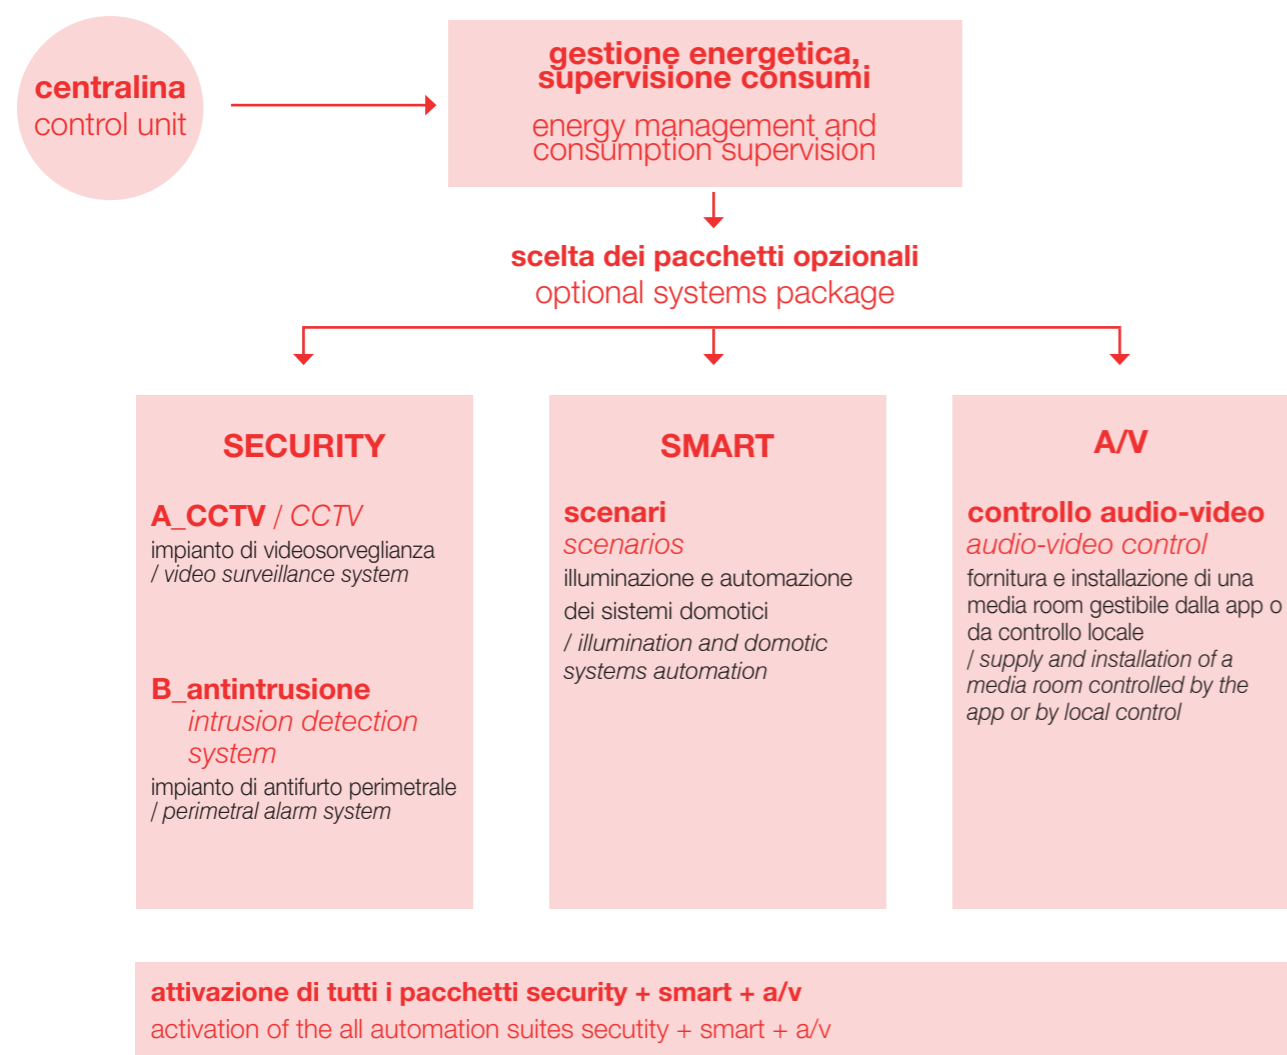 centralina
control unit
gestione energetica,
supervisione consumi
energy management and
consumption supervision
scelta dei pacchetti opzionali
optional systems package
SECURITY
A_CCTV / CCTV
impianto di videosorveglianza
/ video surveillance system
B_antintrusione
intrusion detection
system
impianto di antifurto perimetrale
/ perimetral alarm system
SMART
scenari
scenarios
illuminazione e automazione
dei sistemi domotici
/ illumination and domotic
systems automation
A/V
controllo audio-video
audio-video control
fornitura e installazione di una
media room gestibile dalla app o
da controllo locale
/ supply and installation of a
media room controlled by the
app or by local control
attivazione di tutti i pacchetti security + smart + a/v
activation of the all automation suites secutity + smart + a/v